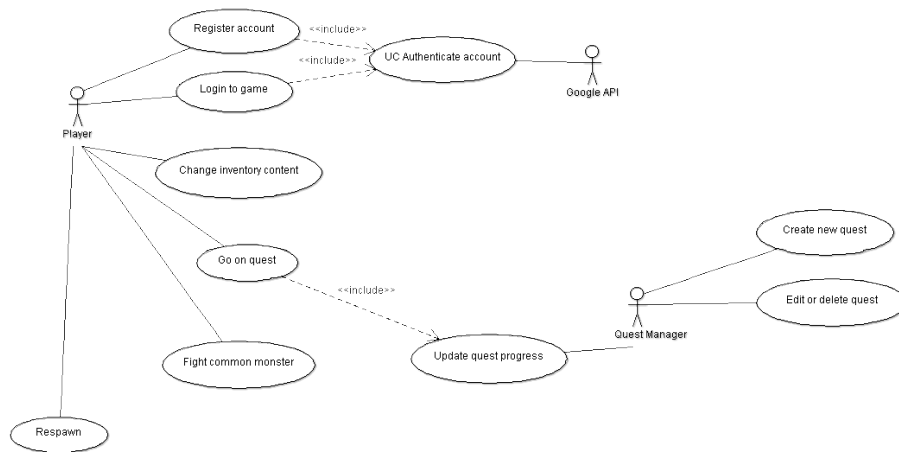 Register account
<<include>>
UC Authenticate account
<<include>>
Google API
Login to game
Player
Change inventory content
Create new quest
Go on quest
<<include>>
Edit or delete quest
Quest Manager
Update quest progress
Fight common monster
Respawn